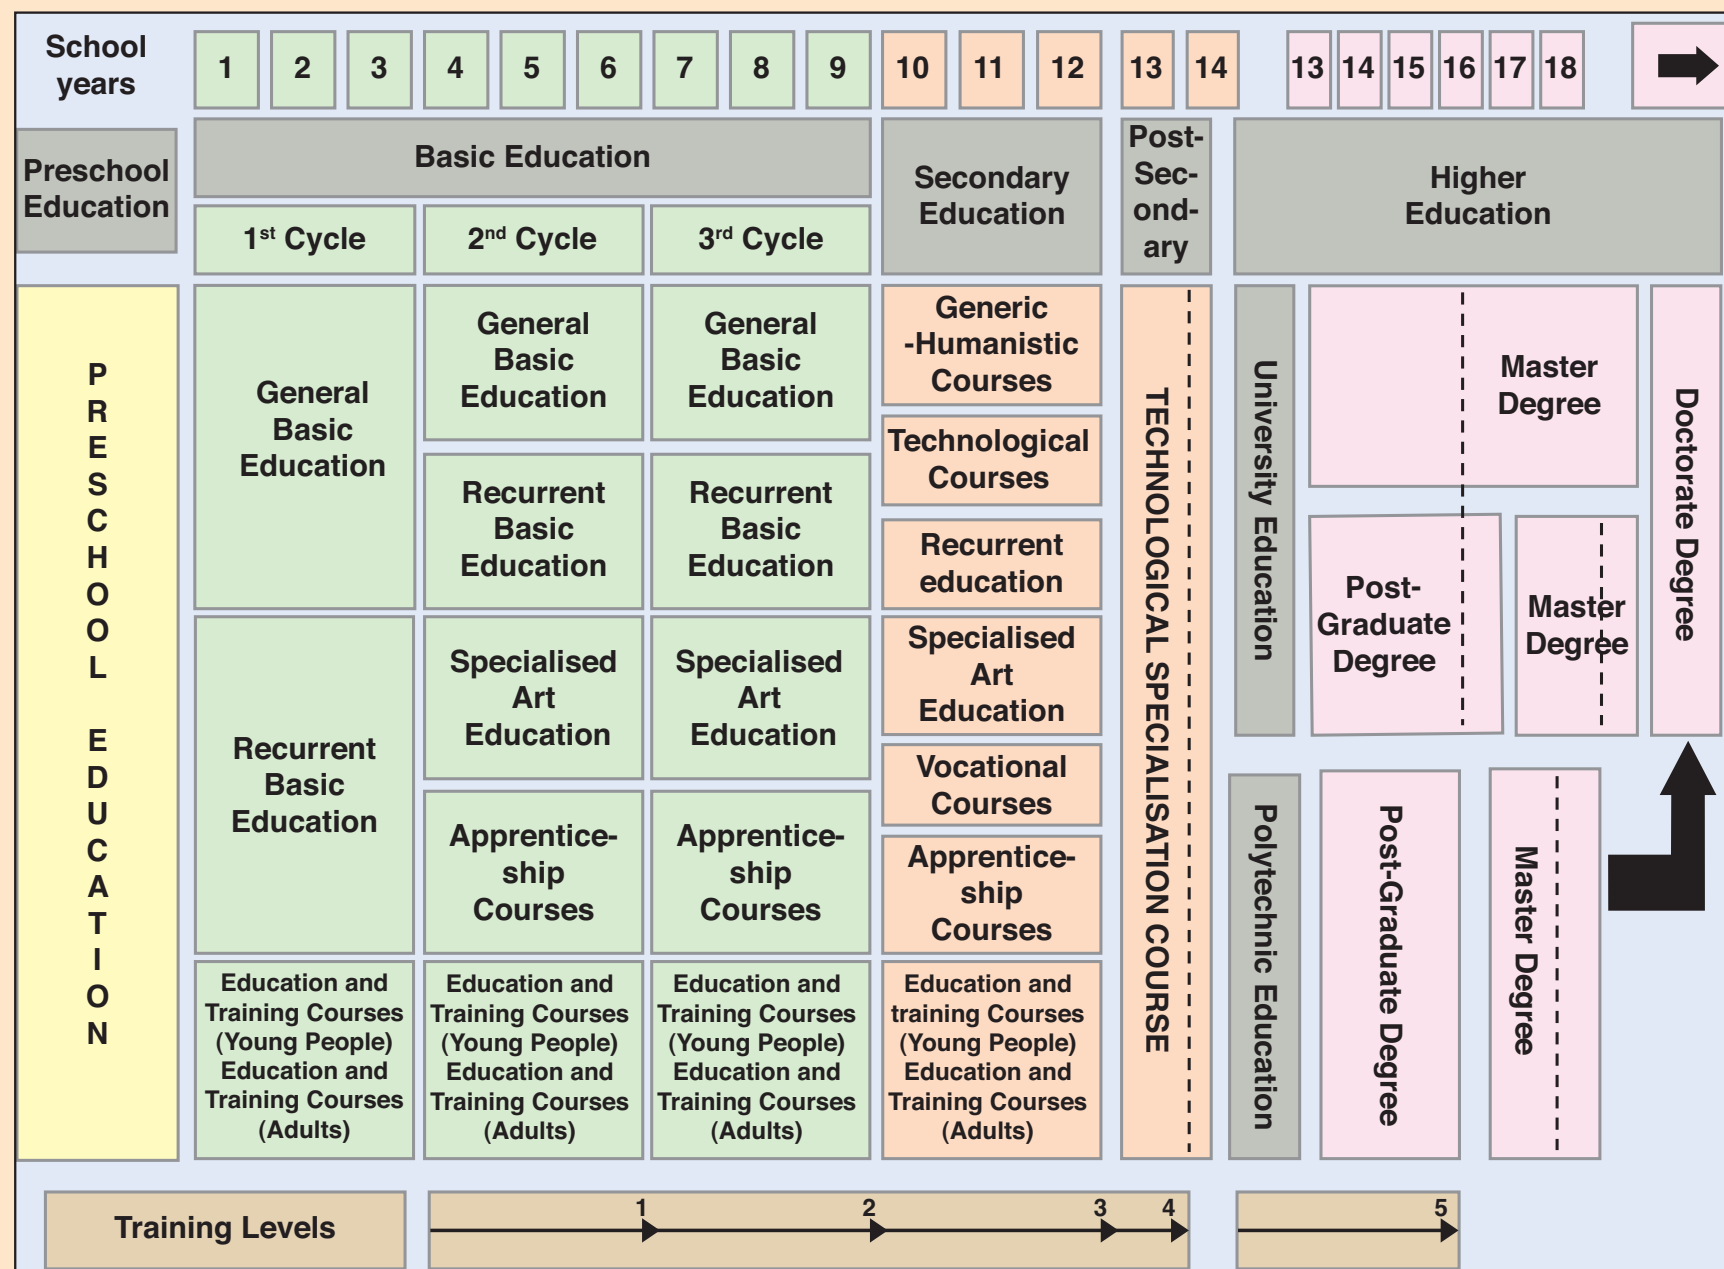 School
years
1 2 3 4 5 6 7 8 9 10 11 12 13 14 13 14 15 16 17 18
Preschool
Education
Basic Education
1st Cycle
2nd Cycle
3rd Cycle
Secondary
Education
Post-
Sec-
ond-
ary
Higher
Education
PRESCHOOL EDUCATION
General
Basic
Education
Recurrent
Basic
Education
Education and
Training Courses
(Young People)
Education and
Training Courses
(Adults)
General
Basic
Education
Recurrent
Basic
Education
Specialised
Art
Education
Apprentice-
ship
Courses
Education and
Training Courses
(Young People)
Education and
Training Courses
(Adults)
General
Basic
Education
Recurrent
Basic
Education
Specialised
Art
Education
Apprentice-
ship
Courses
Education and
Training Courses
(Young People)
Education and
Training Courses
(Adults)
Generic
-Humanistic
Courses
Technological
Courses
Recurrent
education
Specialised
Art
Education
Vocational
Courses
Apprentice-
ship
Courses
Education and
training Courses
(Young People)
Education and
Training Courses
(Adults)
TECHNOLOGICAL SPECIALISATION COURSE
University Education
Master
Degree
Post-
Graduate
Degree
Master
Degree
Doctorate Degree
Polytechnic Education
Post-Graduate Degree
Master Degree
Training Levels
1 2 3 4 5